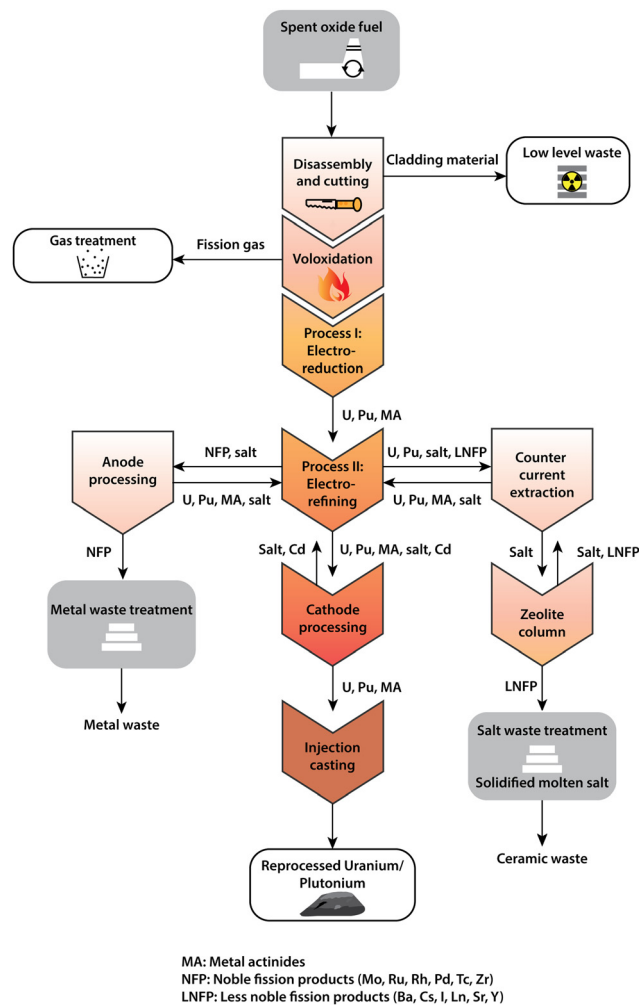 Spent oxide fuel
Disassembly
and cutting
Cladding material
Low level waste
Gas treatment
Fission gas
Voloxidation
Process I:
Electro-
reduction
U, Pu, MA
Anode
processing
NFP, salt
U, Pu, MA, salt
Process II:
Electro-
refining
U, Pu, salt, LNFP
U, Pu, MA, salt
Counter
current
extraction
NFP
Salt, Cd
U, Pu, MA, salt, Cd
Salt
Salt, LNFP
Metal waste treatment
Cathode
processing
Zeolite
column
Metal waste
U, Pu, MA
LNFP
Injection
casting
Salt waste treatment
Solidified molten salt
Ceramic waste
Reprocessed Uranium/
Plutonium
MA: Metal actinides
NFP: Noble fission products (Mo, Ru, Rh, Pd, Tc, Zr)
LNFP: Less noble fission products (Ba, Cs, I, Ln, Sr, Y)